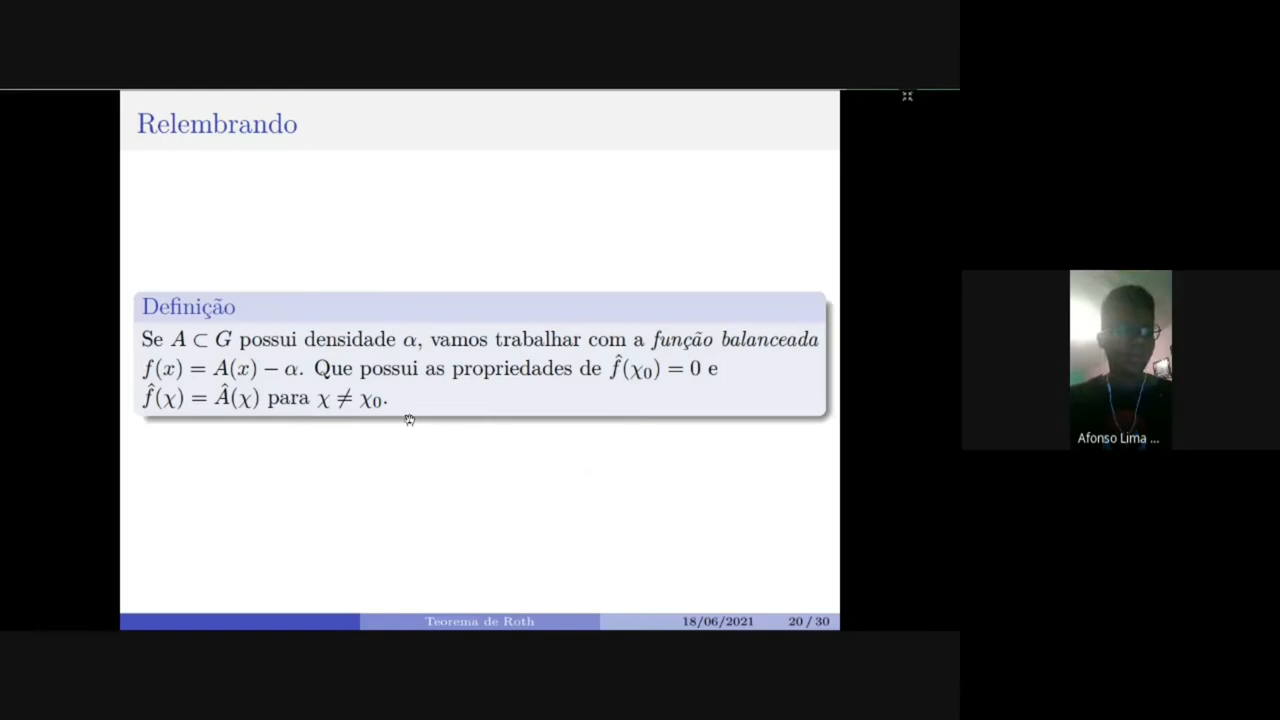 Relembrando
Definição
Se A ⊂ G possui densidade α, vamos trabalhar com a função balanceada
f(x) = A(x) − α. Que possui as propriedades de f̂(χ₀) = 0 e
f̂(χ) = Â(χ) para χ ≠ χ₀.
Teorema de Roth 18/06/2021 20 / 30
Afonso Lima ...